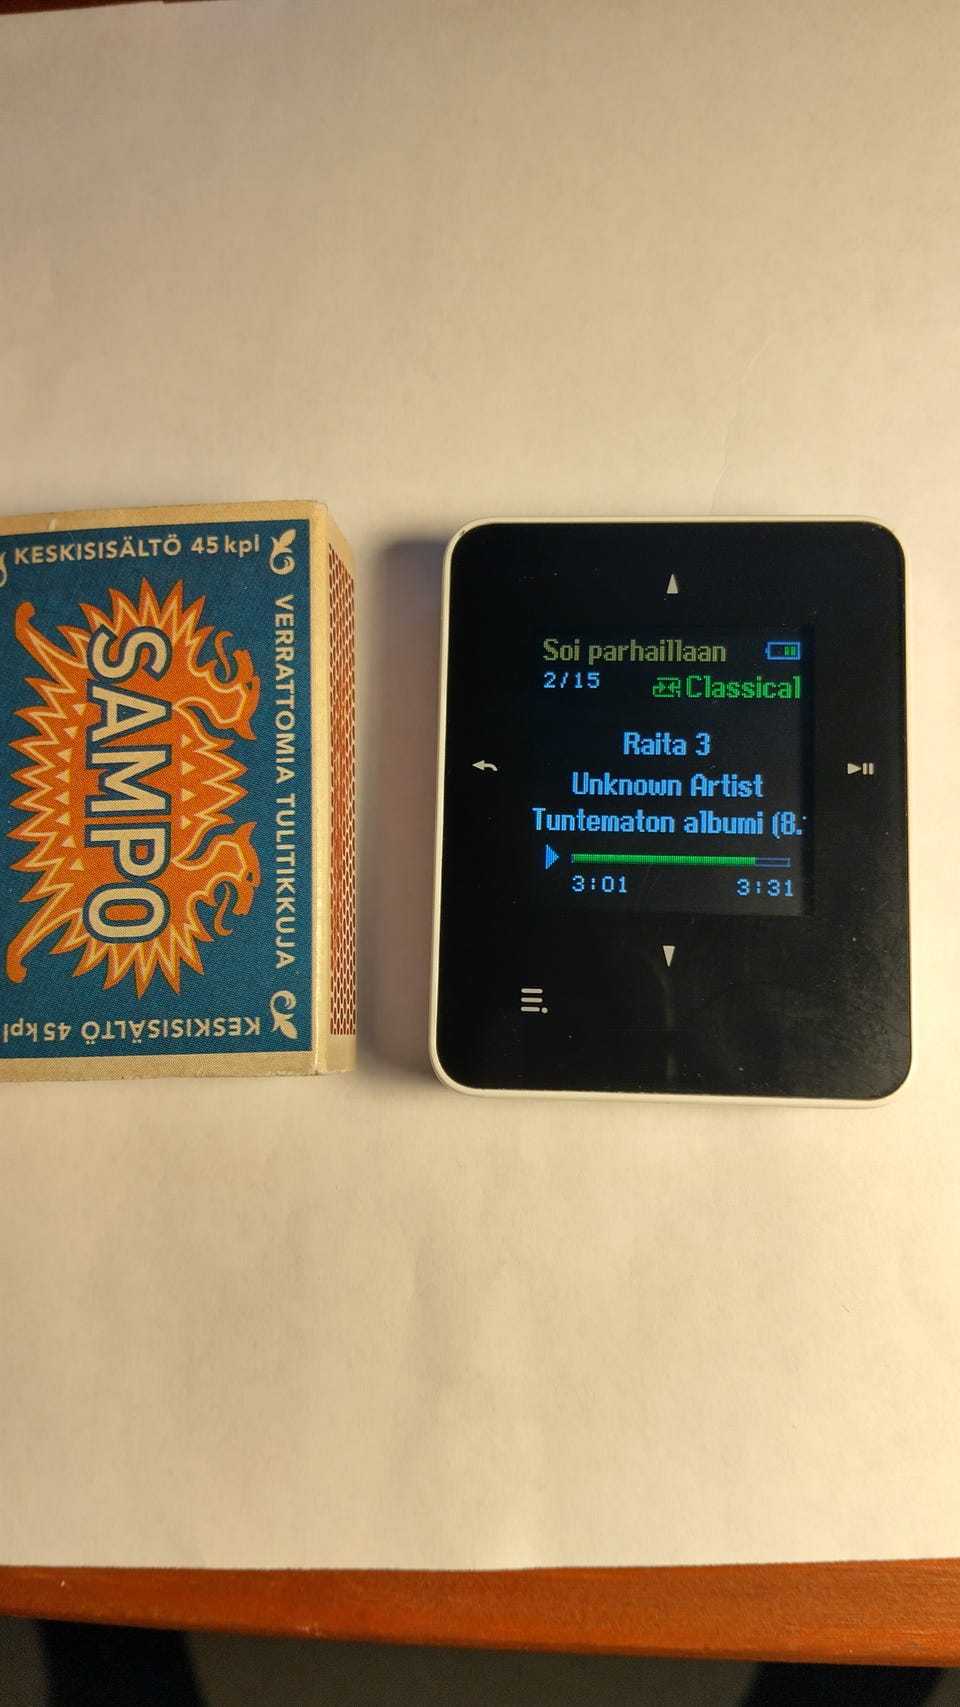 KESKISISÄLTÖ 45 kpl
VERRATTOMIA TULITIKKUJA
SAMPO
KESKISISÄLTÖ 45 kpl
Soi parhaillaan
2/15 Classical
Raita 3
Unknown Artist
Tuntematon albumi (8.
3:01 3:31